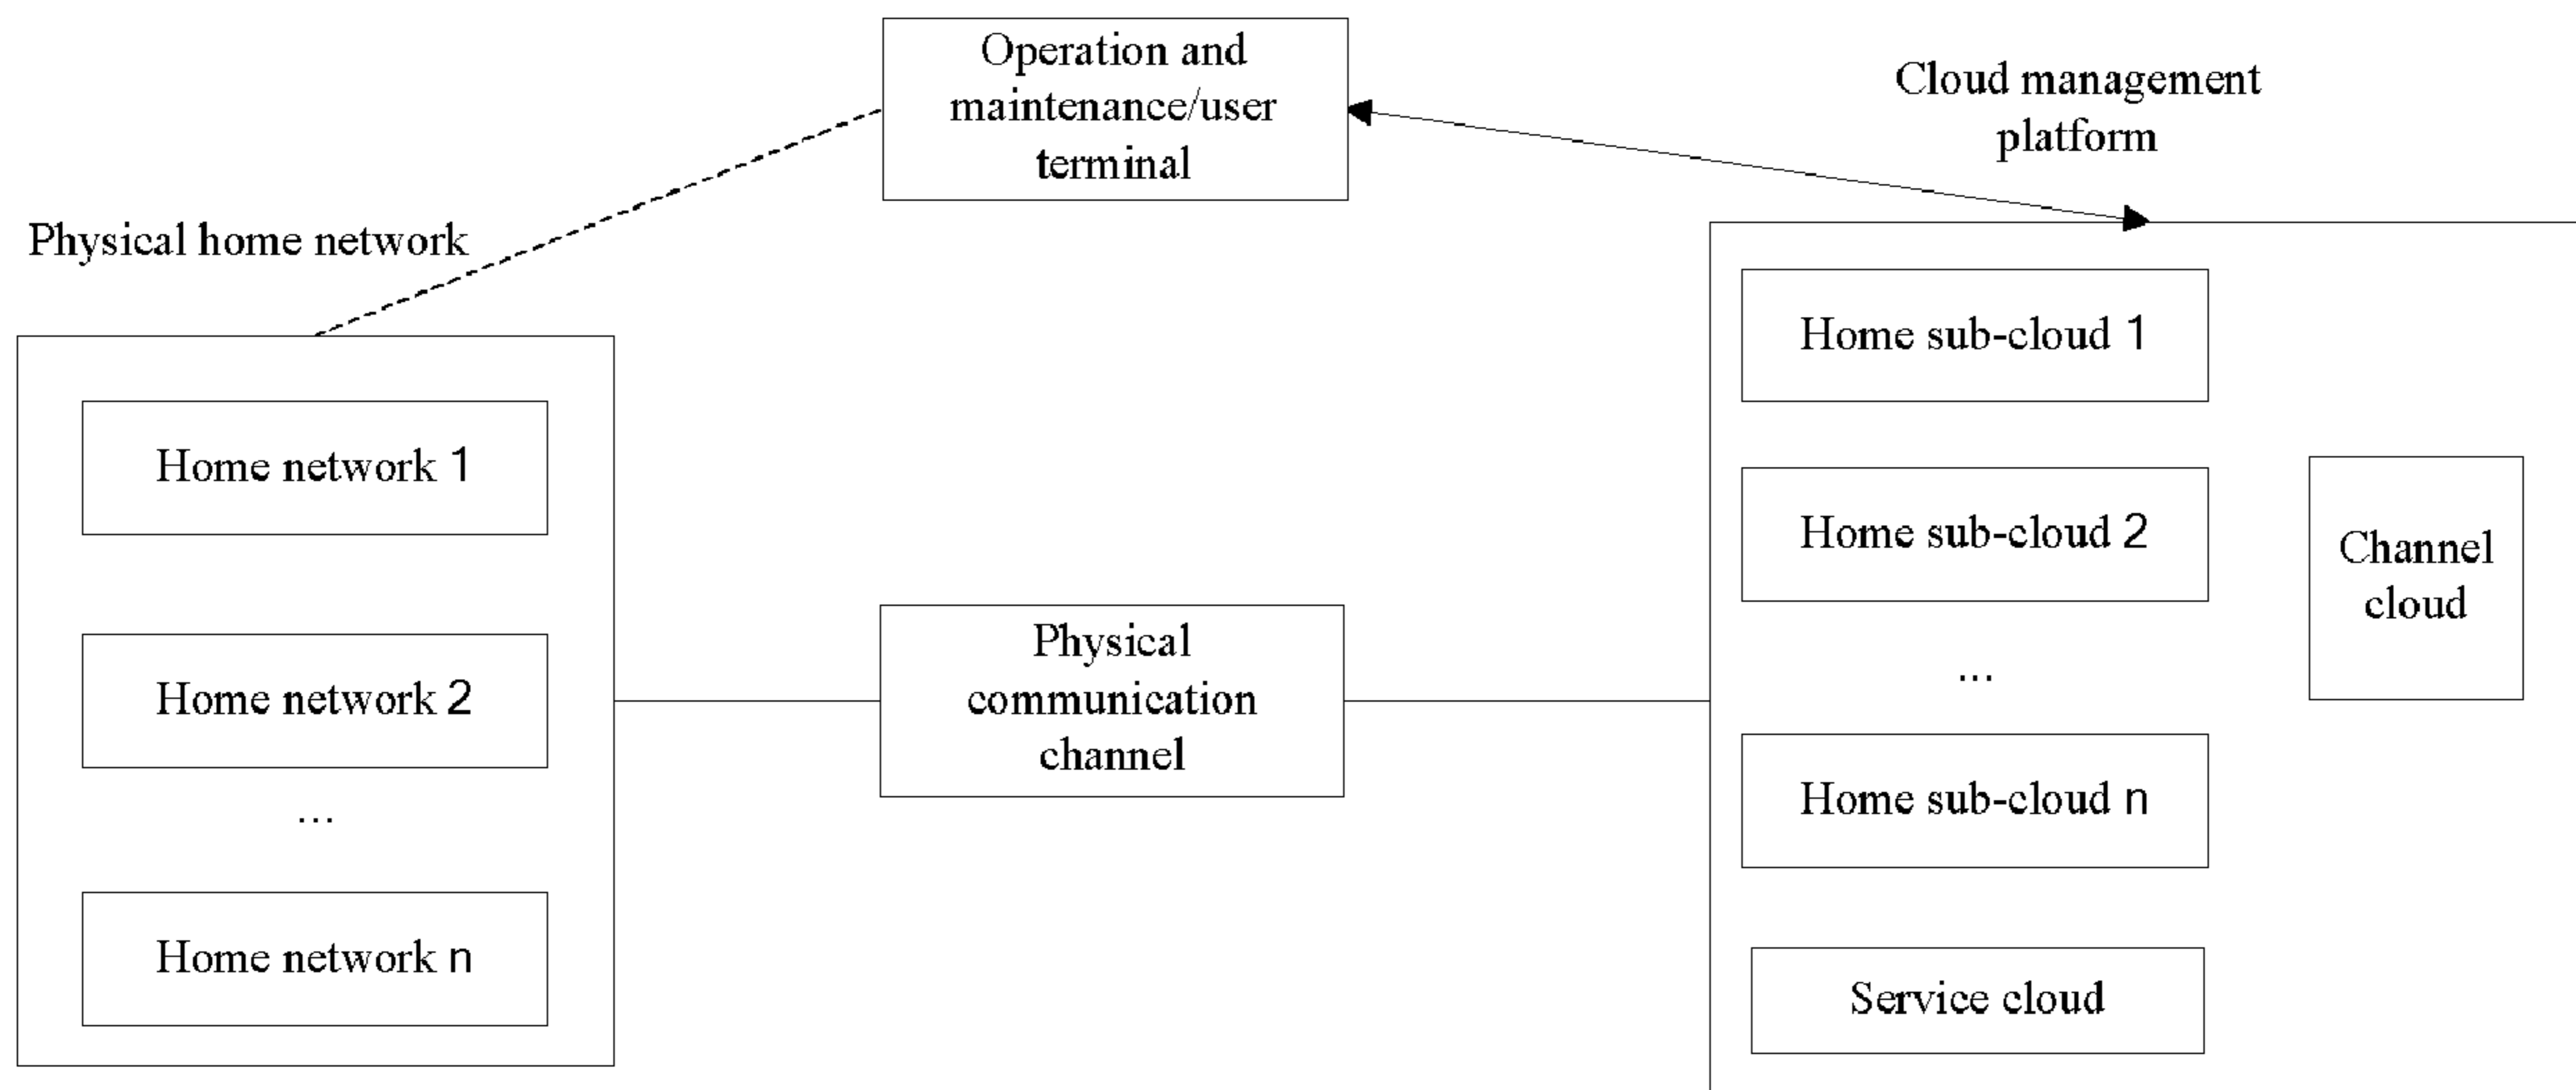 Operation and
maintenance/user
terminal
Cloud management
platform
Physical home network
Home network 1
Home network 2
...
Home network n
Physical
communication
channel
Home sub-cloud 1
Home sub-cloud 2
...
Home sub-cloud n
Service cloud
Channel
cloud